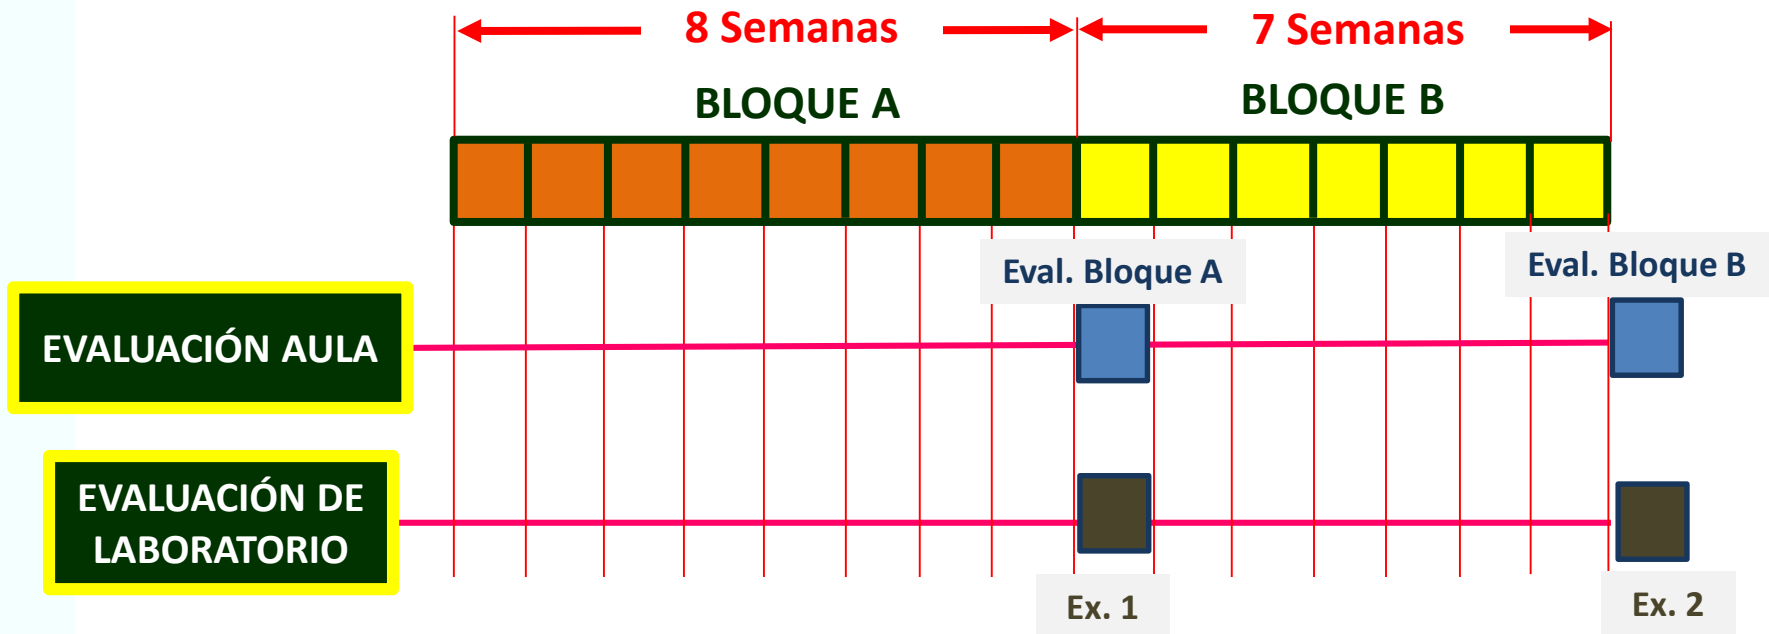 8 Semanas
7 Semanas
BLOQUE A
BLOQUE B
Eval. Bloque A
Eval. Bloque B
EVALUACIÓN AULA
EVALUACIÓN DE
LABORATORIO
Ex. 1
Ex. 2